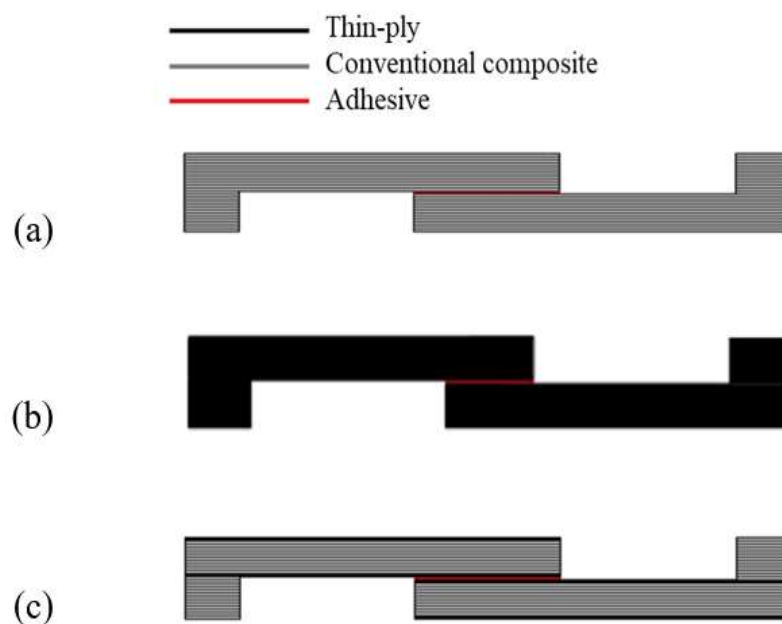 Thin-ply
Conventional composite
Adhesive
(a)
(b)
(c)